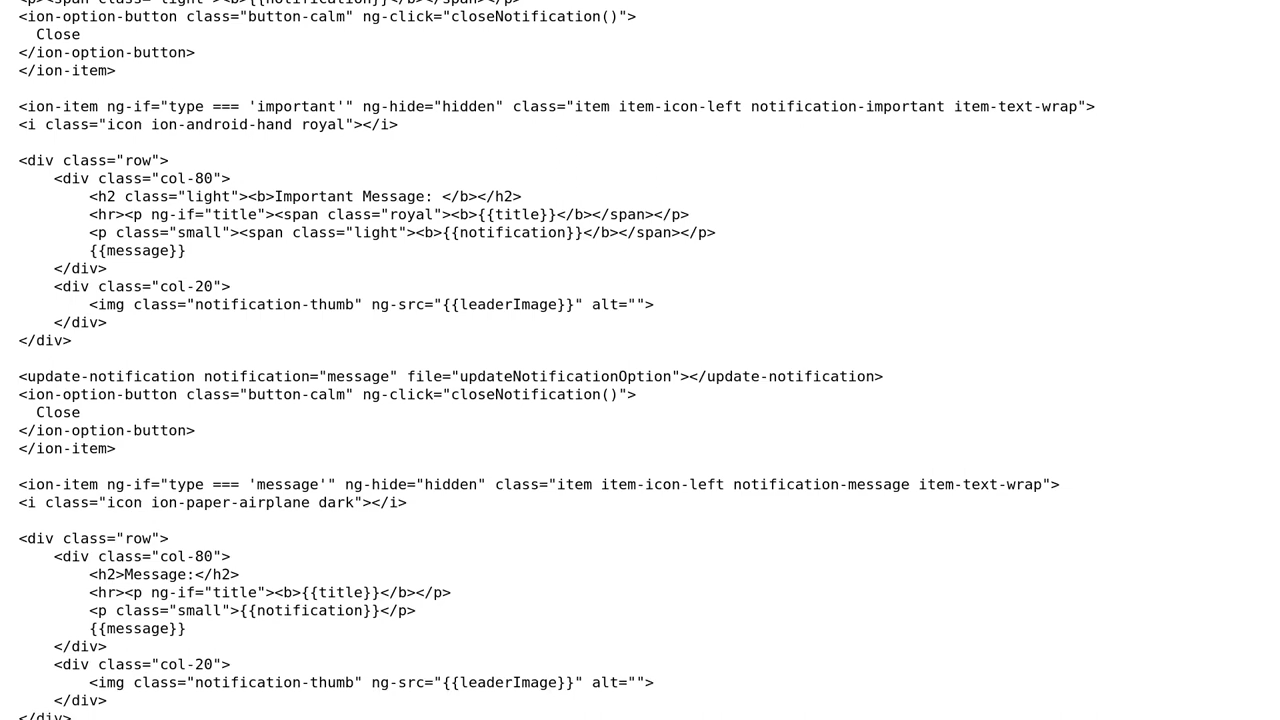 <p><span class="light"><b>{{notification}}</b></span></p>
<ion-option-button class="button-calm" ng-click="closeNotification()">
  Close
</ion-option-button>
</ion-item>

<ion-item ng-if="type === 'important'" ng-hide="hidden" class="item item-icon-left notification-important item-text-wrap">
<i class="icon ion-android-hand royal"></i>

<div class="row">
    <div class="col-80">
        <h2 class="light"><b>Important Message: </b></h2>
        <hr><p ng-if="title"><span class="royal"><b>{{title}}</b></span></p>
        <p class="small"><span class="light"><b>{{notification}}</b></span></p>
        {{message}}
    </div>
    <div class="col-20">
        <img class="notification-thumb" ng-src="{{leaderImage}}" alt="">
    </div>
</div>

<update-notification notification="message" file="updateNotificationOption"></update-notification>
<ion-option-button class="button-calm" ng-click="closeNotification()">
  Close
</ion-option-button>
</ion-item>

<ion-item ng-if="type === 'message'" ng-hide="hidden" class="item item-icon-left notification-message item-text-wrap">
<i class="icon ion-paper-airplane dark"></i>

<div class="row">
    <div class="col-80">
        <h2>Message:</h2>
        <hr><p ng-if="title"><b>{{title}}</b></p>
        <p class="small">{{notification}}</p>
        {{message}}
    </div>
    <div class="col-20">
        <img class="notification-thumb" ng-src="{{leaderImage}}" alt="">
    </div>
</div>